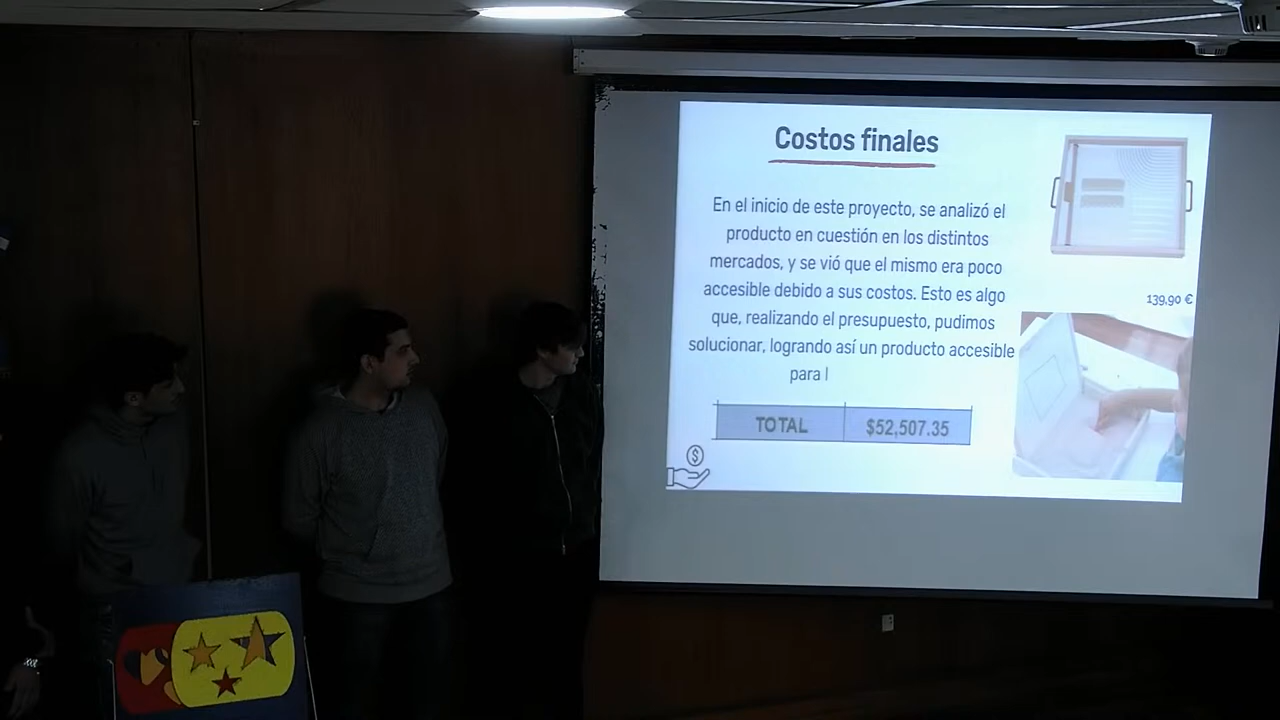 Costos finales
En el inicio de este proyecto, se analizó el
producto en cuestión en los distintos
mercados, y se vió que el mismo era poco
accesible debido a sus costos. Esto es algo
que, realizando el presupuesto, pudimos
solucionar, logrando así un producto accesible
para l
TOTAL $52,507.35
139,90 €
$